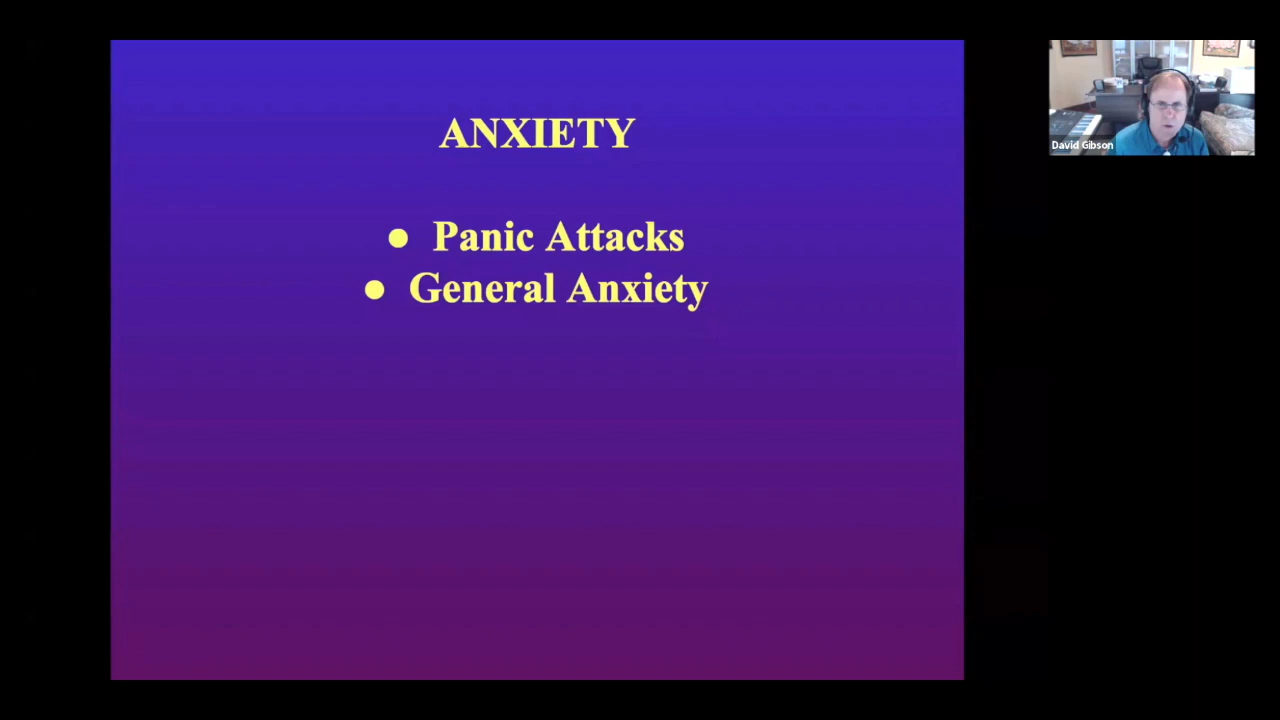 ANXIETY
● Panic Attacks
● General Anxiety
David Gibson